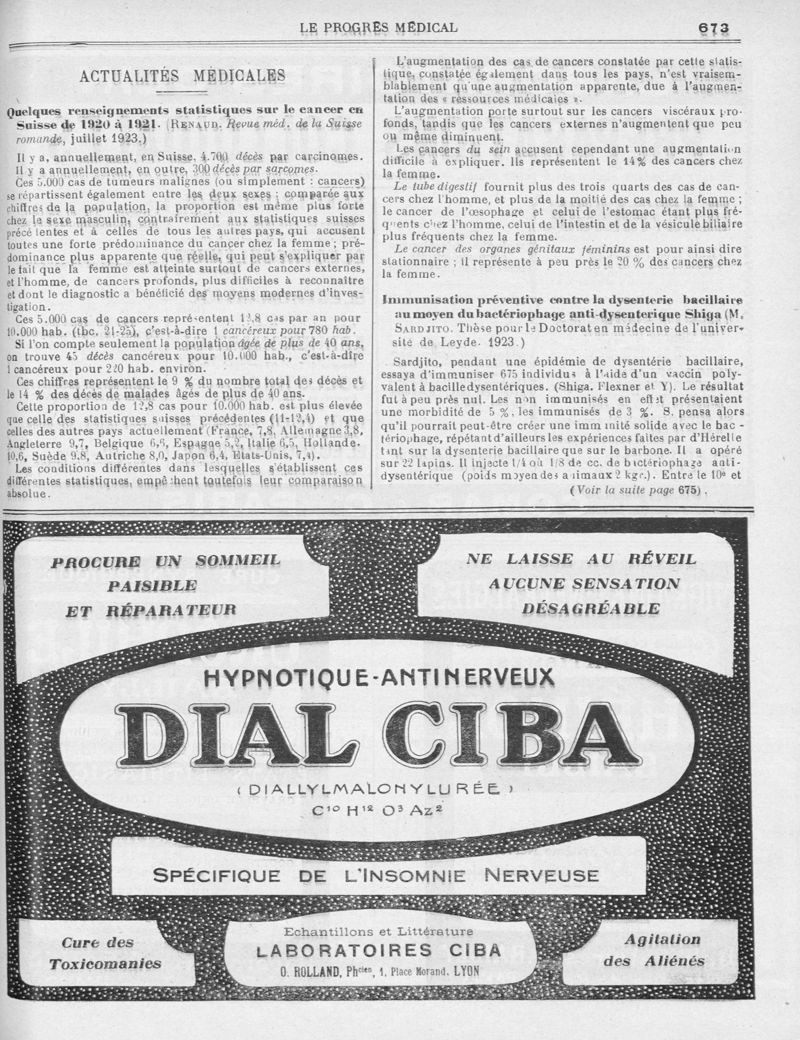 LE PROGRÈS MÉDICAL
673
ACTUALITÉS MÉDICALES
Quelques renseignements statistiques sur le cancer en
Suisse de 1920 à 1921. (RENAUD. Revue méd. de la Suisse
romande, juillet 1923.)
Il y a, annuellement, en Suisse, 4.700 décès par carcinomes.
Il y a annuellement, en outre, 300 décès par sarcomes.
Ces 5.000 cas de tumeurs malignes (ou simplement : cancers)
se répartissent également entre les deux sexes ; comparée aux
chiffres de la population, la proportion est même plus forte
chez le sexe masculin, contrairement aux statistiques suisses
précédentes et à celles de tous les autres pays, qui accusent
toutes une forte prédominance du cancer chez la femme ; pré-
dominance plus apparente que réelle, qui peut s'expliquer par
le fait que la femme est atteinte surtout de cancers externes,
et l'homme, de cancers profonds, plus difficiles à reconnaître
et dont le diagnostic a bénéficié des moyens modernes d'inves-
tigation.
Ces 5.000 cas de cancers représentent 12,8 cas par an pour
10.000 hab. (tbc. 21-25), c'est-à-dire 1 cancéreux pour 780 hab.
Si l'on compte seulement la population âgée de plus de 40 ans,
on trouve 45 décès cancéreux pour 10.000 hab., c'est-à-dire
1 cancéreux pour 220 hab. environ.
Ces chiffres représentent le 9 % du nombre total des décès et
le 14 % des décès de malades âgés de plus de 40 ans.
Cette proportion de 12,8 cas pour 10.000 hab. est plus élevée
que celle des statistiques suisses précédentes (11-12,4) et que
celles des autres pays actuellement (France, 7,8, Allemagne 3,8,
Angleterre 9,7, Belgique 6,6, Espagne 5,2, Italie 6,5, Hollande.
10,6, Suède 9,8, Autriche 8,0, Japon 6,4, Etats-Unis, 7,4).
Les conditions différentes dans lesquelles s'établissent ces
différentes statistiques, empêchent toutefois leur comparaison
absolue.
L'augmentation des cas de cancers constatée par cette statis-
tique, constatée également dans tous les pays, n'est vraisem-
blablement qu'une augmentation apparente, due à l'augmen-
tation des « ressources médicales ».
L'augmentation porte surtout sur les cancers viscéraux pro-
fonds, tandis que les cancers externes n'augmentent que peu
ou même diminuent.
Les cancers du sein accusent cependant une augmentation
difficile à expliquer. Ils représentent le 14 % des cancers chez
la femme.
Le tube digestif fournit plus des trois quarts des cas de can-
cers chez l'homme, et plus de la moitié des cas chez la femme ;
le cancer de l'œsophage et celui de l'estomac étant plus fré-
quents chez l'homme, celui de l'intestin et de la vésicule biliaire
plus fréquents chez la femme.
Le cancer des organes génitaux féminins est pour ainsi dire
stationnaire ; il représente à peu près le 20 % des cancers chez
la femme.
Immunisation préventive contre la dysenterie bacillaire
au moyen du bactériophage anti-dysenterique Shiga (M.
SARDJITO. Thèse pour le Doctorat en médecine de l'univer-
sité de Leyde. 1923.)
Sardjito, pendant une épidémie de dysentérie bacillaire,
essaya d'immuniser 675 individus à l'aide d'un vaccin poly-
valent à bacille dysentériques. (Shiga. Flexner et Y). Le résultat
fut à peu près nul. Les non immunisés en effet présentaient
une morbidité de 5 %, les immunisés de 3 %. S. pensa alors
qu'il pourrait peut-être créer une immunité solide avec le bac-
tériophage, répétant d'ailleurs les expériences faites par d'Hérelle
tant sur la dysenterie bacillaire que sur le barbone. Il a opéré
sur 22 lapins. Il injecte 1/4 ou 1/8 de cc. de bactériophage anti-
dysentérique (poids moyen des animaux 2 kgr.). Entre le 10e et
(Voir la suite page 675).
PROCURE UN SOMMEIL
PAISIBLE
ET RÉPARATEUR
NE LAISSE AU RÉVEIL
AUCUNE SENSATION
DÉSAGRÉABLE
HYPNOTIQUE-ANTINERVEUX
DIAL CIBA
(DIALLYLMALONYLURÉE)
C¹⁰ H¹² O³ Az²
SPÉCIFIQUE DE L'INSOMNIE NERVEUSE
Cure des
Toxicomanies
Echantillons et Littérature
LABORATOIRES CIBA
O. ROLLAND, Phcien, 1, Place Morand. LYON
Agitation
des Aliénés